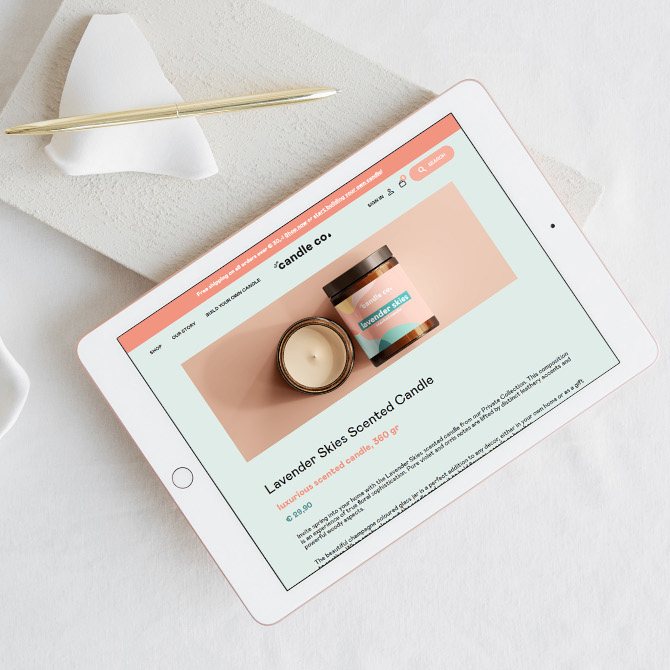 Free shipping on all orders over € 30,-! Shop now or start building your own candle!
SIGN IN
SEARCH
candle co.
SHOP
OUR STORY
BUILD YOUR OWN CANDLE
candle co.
lavender skies
Lavender Skies Scented Candle
luxurious scented candle, 360 gr
€ 29,90
Invite spring into your home with the Lavender Skies scented candle from our Private Collection. This candle
is an experience of true floral sophistication. Pure violet and orris notes are lifted by distinct leathery accents and
powerful woody aspects.
The beautiful champagne coloured glass jar is a perfect addition to any decor, either in your own home or as a gift